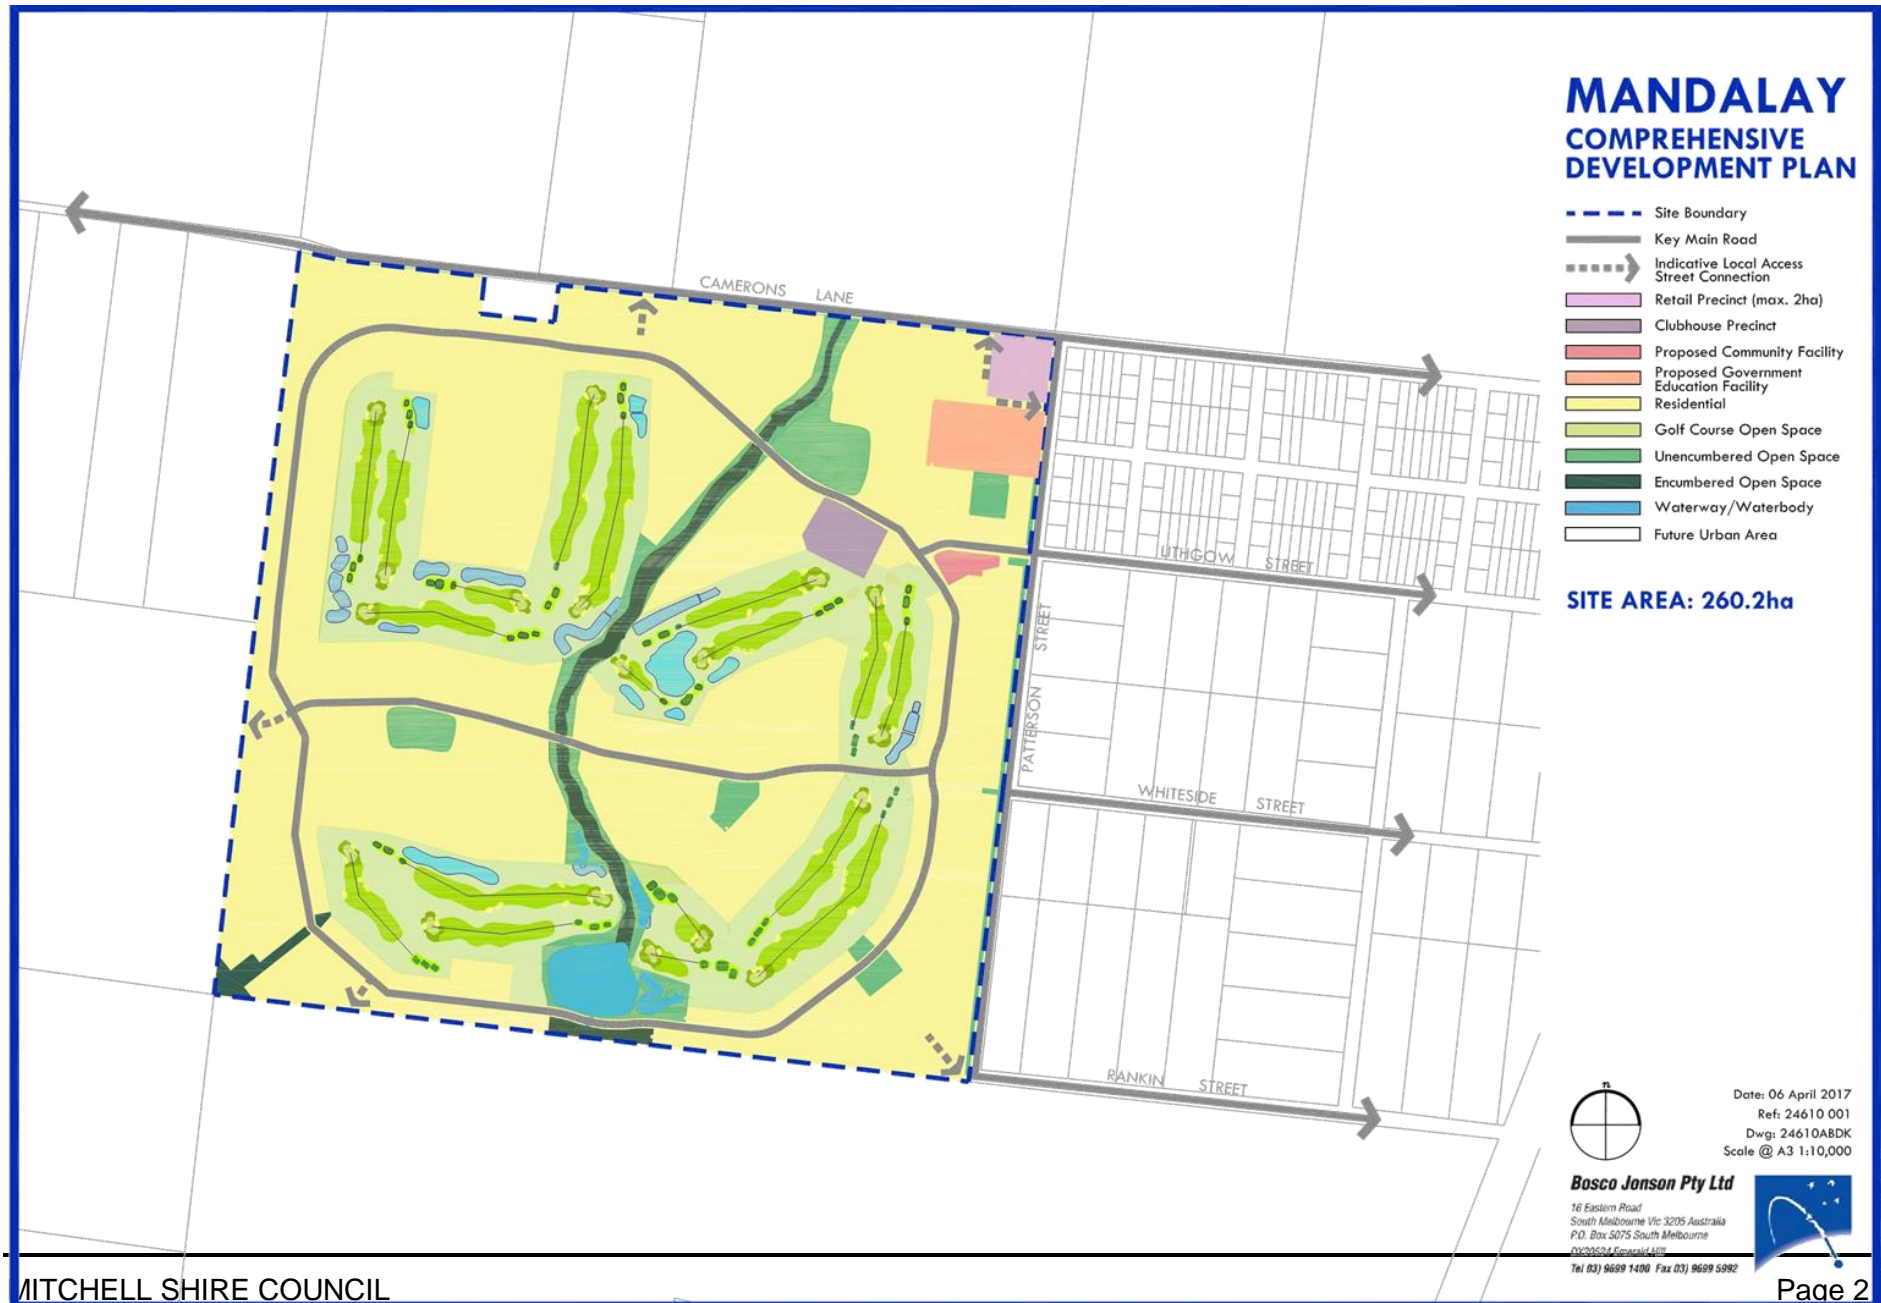 MANDALAY
COMPREHENSIVE
DEVELOPMENT PLAN
Site Boundary
Key Main Road
Indicative Local Access
Street Connection
Retail Precinct (max. 2ha)
Clubhouse Precinct
Proposed Community Facility
Proposed Government
Education Facility
Residential
Golf Course Open Space
Unencumbered Open Space
Encumbered Open Space
Waterway/Waterbody
Future Urban Area
SITE AREA: 260.2ha
CAMERONS LANE
LITHGOW STREET
PATTERSON STREET
WHITESIDE STREET
RANKIN STREET
n
Date: 06 April 2017
Ref: 24610 001
Dwg: 24610ABDK
Scale @ A3 1:10,000
Bosco Jonson Pty Ltd
16 Eastern Road
South Melbourne Vic 3205 Australia
P.O. Box 5075 South Melbourne
DX20524 Emerald Hill
Tel 03) 9699 1400 Fax 03) 9699 5992
MITCHELL SHIRE COUNCIL
Page 2